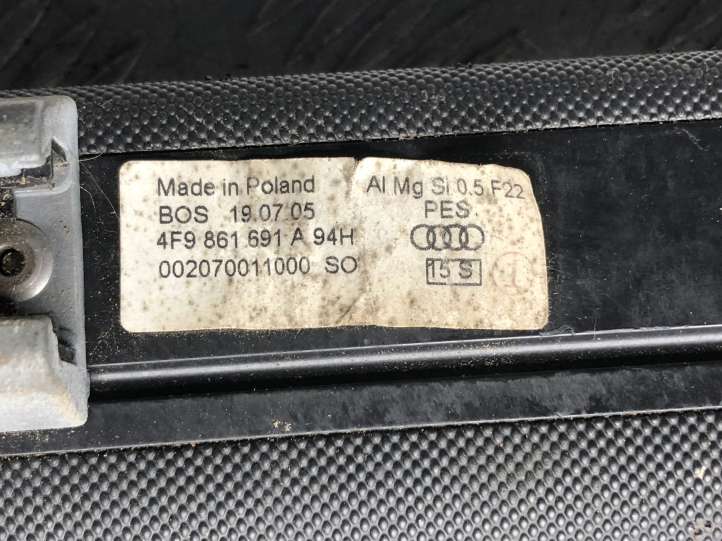 Made in Poland
BOS 19.07.05
4F9 861 691 A 94H
002070011000 SO
Al Mg Si 0.5 F22
PES
15 S